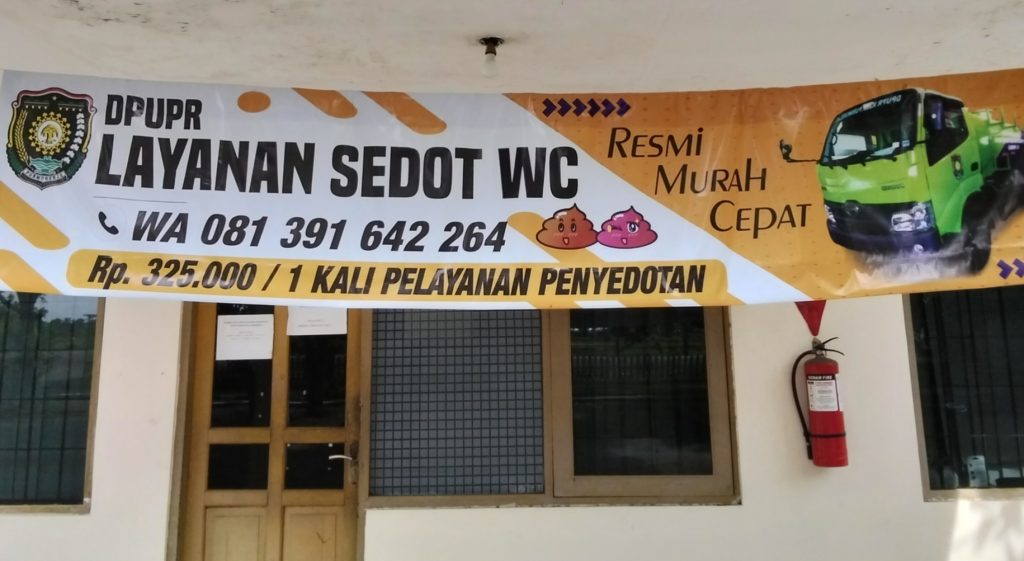 DPUPR
LAYANAN SEDOT WC
WA 081 391 642 264
Rp. 325.000 / 1 KALI PELAYANAN PENYEDOTAN
RESMI
MURAH
CEPAT